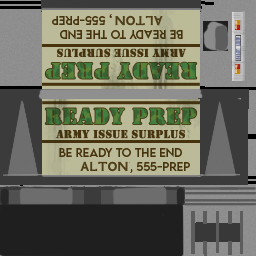 BE READY TO THE END
ALTON, 555-PREP
READY PREP
ARMY ISSUE SURPLUS
READY PREP
ARMY ISSUE SURPLUS
BE READY TO THE END
ALTON, 555-PREP